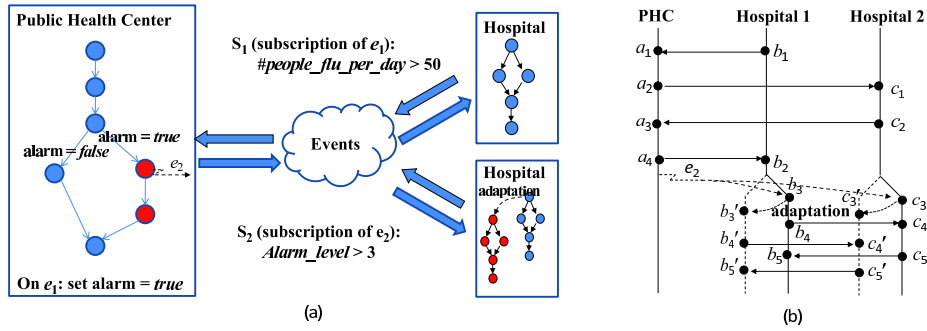 Public Health Center
alarm = true
alarm = false
e2
On e1: set alarm = true
S1 (subscription of e1):
#people_flu_per_day > 50
Events
S2 (subscription of e2):
Alarm_level > 3
Hospital
Hospital
adaptation
(a)
PHC Hospital 1 Hospital 2
a1 b1
a2 c1
a3 c2
a4 b2
e2
b3 c3′ c3
b3′ adaptation
b4 c4
b4′ c4′
b5 c5
b5′ c5′
(b)